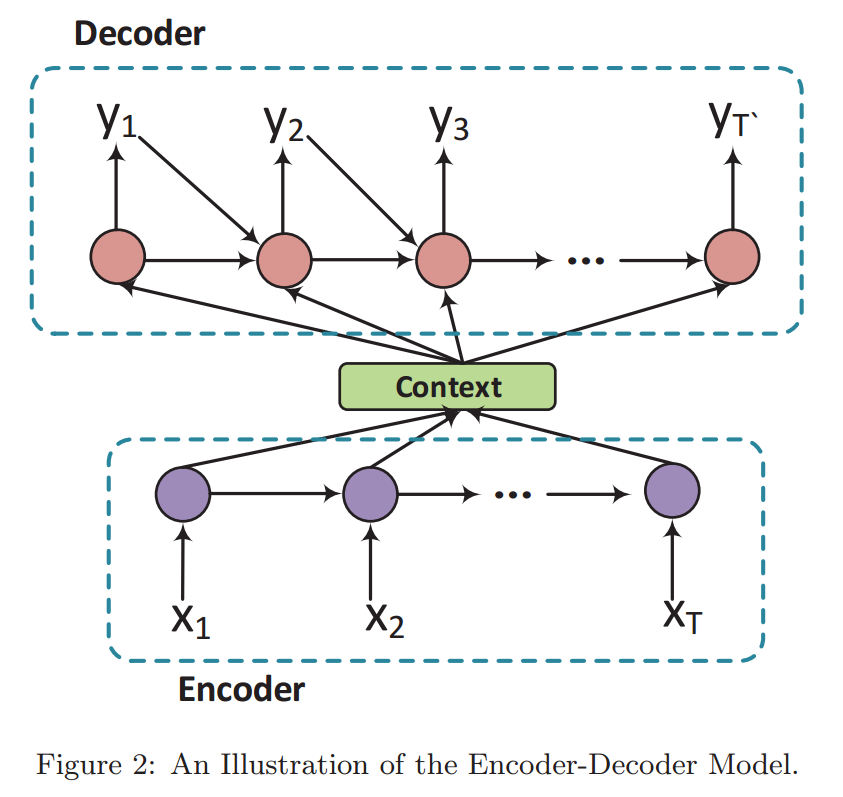 Decoder
y1 y2 y3 yT`
...
Context
...
x1 x2 xT
Encoder
Figure 2: An Illustration of the Encoder-Decoder Model.